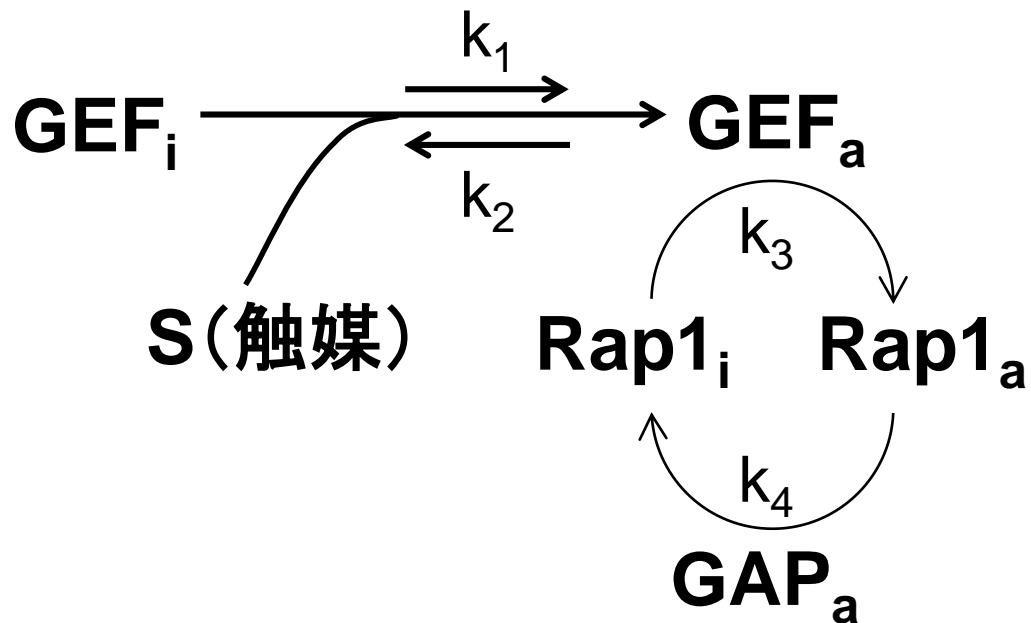 k₁
GEFᵢ
GEFₐ
k₂
k₃
S（触媒）
Rap1ᵢ
Rap1ₐ
k₄
GAPₐ